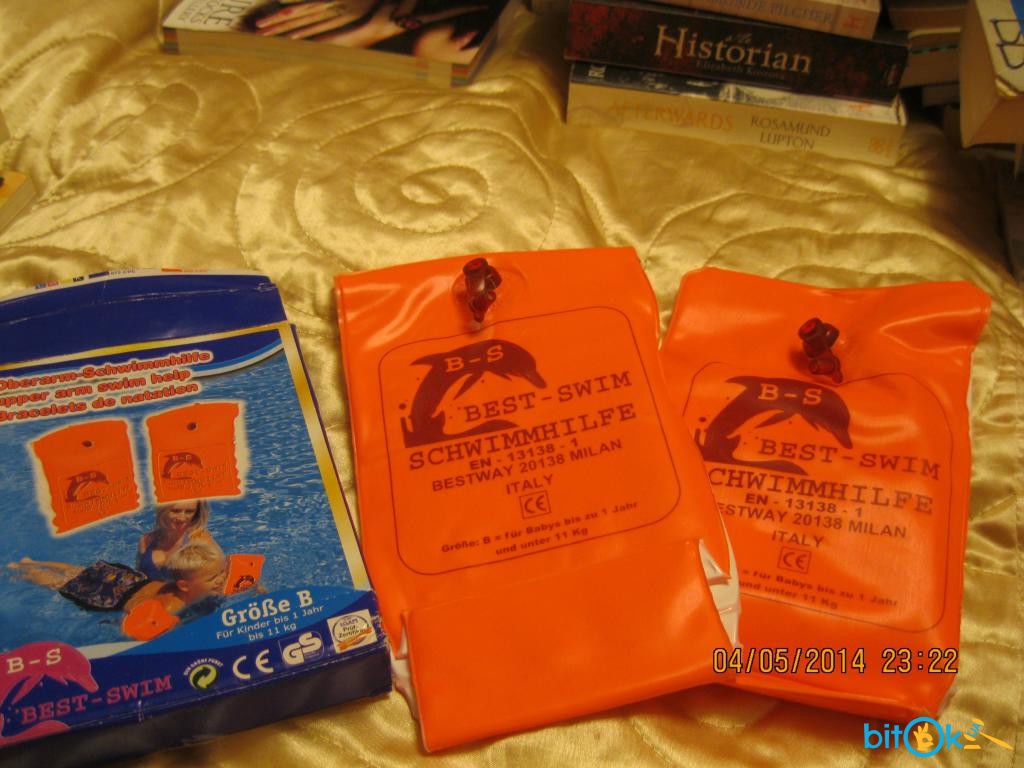 Historian
Elizabeth Kostova
AFTERWARDS
ROSAMUND
LUPTON
Oberarm-Schwimmhilfe
upper arm swim help
Bracelets de natation
B-S
Größe B
Für Kinder bis 1 Jahr
bis 11 kg
CE
GS
B-S
BEST-SWIM
B-S
BEST-SWIM
SCHWIMMHILFE
EN - 13138 - 1
BESTWAY 20138 MILAN
ITALY
CE
Größe: B = für Babys bis zu 1 Jahr
und unter 11 Kg
B-S
BEST-SWIM
SCHWIMMHILFE
EN - 13138 - 1
BESTWAY 20138 MILAN
ITALY
CE
= für Babys bis zu 1 Jahr
und unter 11 Kg
04/05/2014 23:22
bitOk